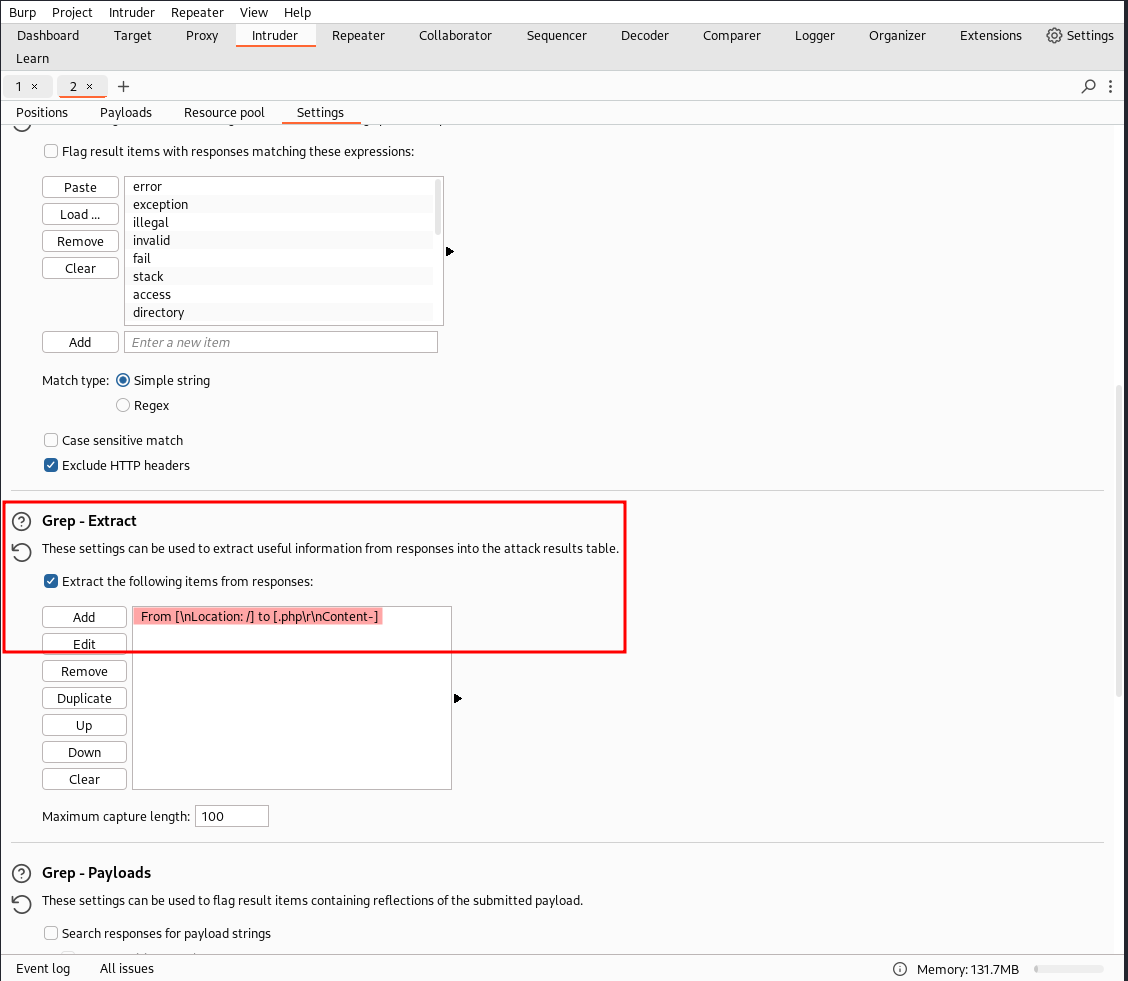 Burp Project Intruder Repeater View Help
Dashboard Target Proxy Intruder Repeater Collaborator Sequencer Decoder Comparer Logger Organizer Extensions Settings
Learn
1 × 2 × +
Positions Payloads Resource pool Settings
Flag result items with responses matching these expressions:
Paste error
exception
Load ... illegal
Remove invalid
fail
Clear stack
access
directory
Add Enter a new item
Match type: Simple string
Regex
Case sensitive match
Exclude HTTP headers
Grep - Extract
These settings can be used to extract useful information from responses into the attack results table.
Extract the following items from responses:
Add From [\nLocation: /] to [.php\r\nContent-]
Edit
Remove
Duplicate
Up
Down
Clear
Maximum capture length: 100
Grep - Payloads
These settings can be used to flag result items containing reflections of the submitted payload.
Search responses for payload strings
Event log All issues Memory: 131.7MB